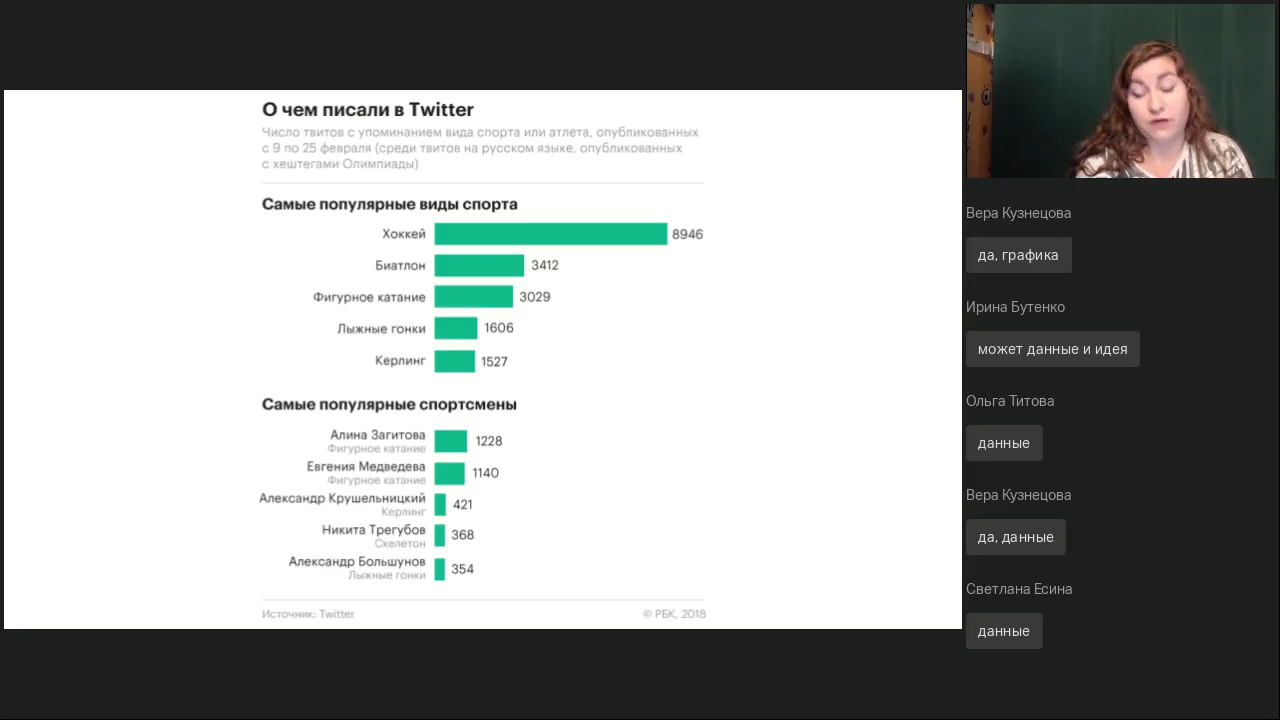 О чем писали в Twitter
Число твитов с упоминанием вида спорта или атлета, опубликованных
с 9 по 25 февраля (среди твитов на русском языке, опубликованных
с хештегами Олимпиады)
Самые популярные виды спорта
Хоккей 8946
Биатлон 3412
Фигурное катание 3029
Лыжные гонки 1606
Керлинг 1527
Самые популярные спортсмены
Алина Загитова 1228
Фигурное катание
Евгения Медведева 1140
Фигурное катание
Александр Крушельницкий 421
Керлинг
Никита Трегубов 368
Скелетон
Александр Большунов 354
Лыжные гонки
Источник: Twitter © РБК, 2018
Вера Кузнецова
да, графика
Ирина Бутенко
может данные и идея
Ольга Титова
данные
Вера Кузнецова
да, данные
Светлана Есина
данные